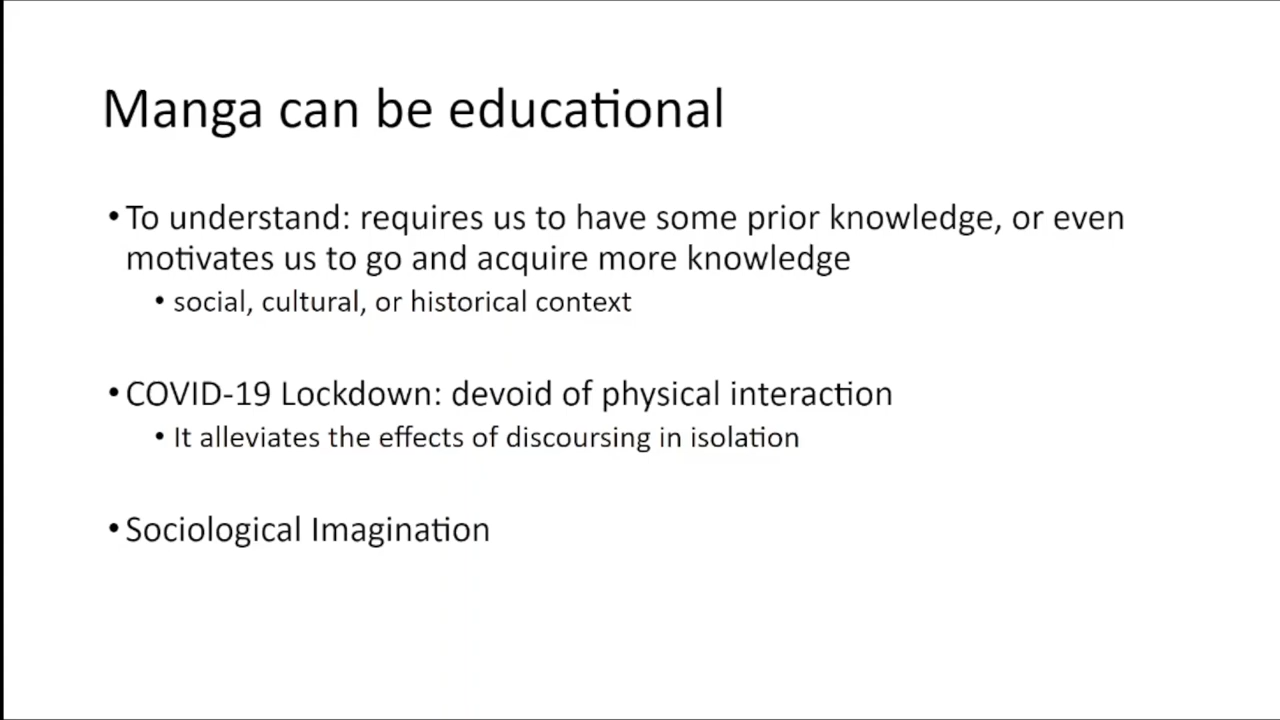 Manga can be educational
• To understand: requires us to have some prior knowledge, or even
motivates us to go and acquire more knowledge
• social, cultural, or historical context
• COVID-19 Lockdown: devoid of physical interaction
• It alleviates the effects of discoursing in isolation
• Sociological Imagination